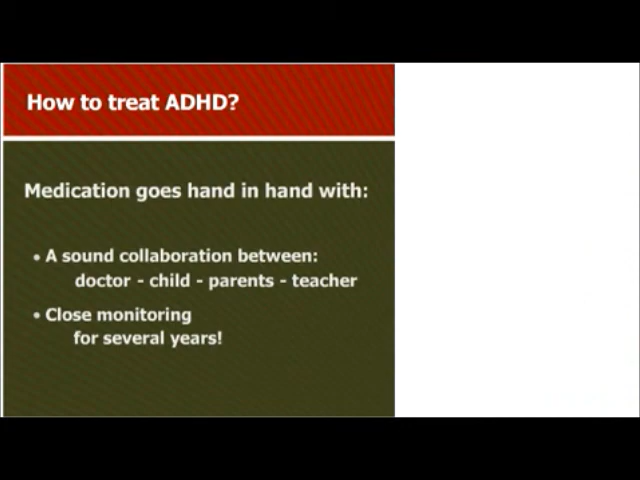 How to treat ADHD?
Medication goes hand in hand with:
• A sound collaboration between:
doctor - child - parents - teacher
• Close monitoring
for several years!